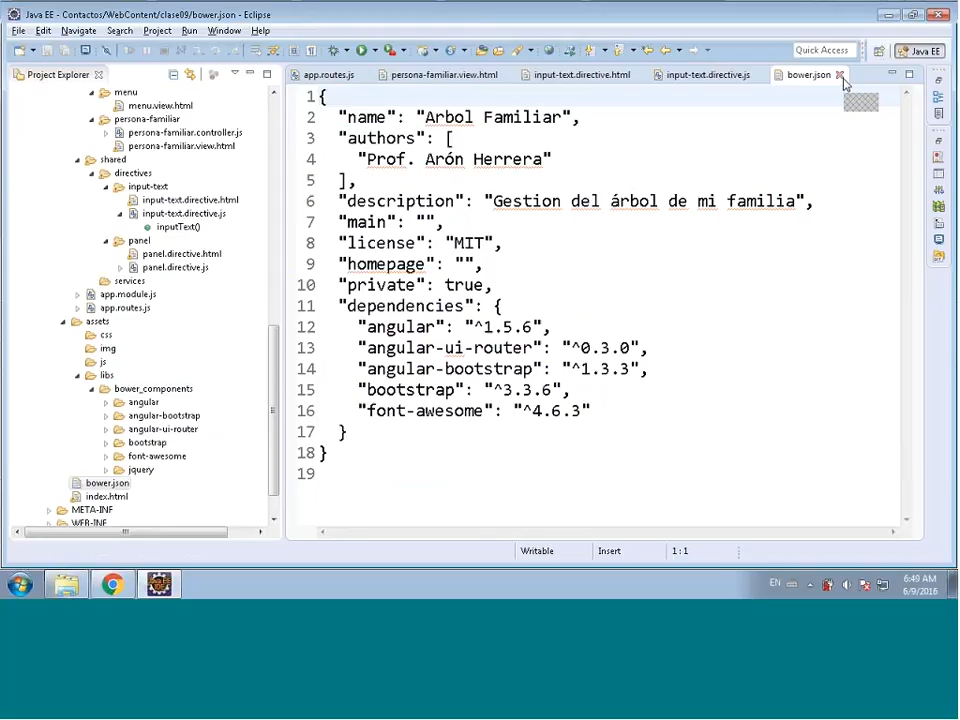 Java EE - Contactos/WebContent/clase09/bower.json - Eclipse
File Edit Navigate Search Project Run Window Help
Quick Access
Java EE
Project Explorer
app.routes.js
persona-familiar.view.html
input-text.directive.html
input-text.directive.js
bower.json
menu
menu.view.html
persona-familiar
persona-familiar.controller.js
persona-familiar.view.html
shared
directives
input-text
input-text.directive.html
input-text.directive.js
inputText()
panel
panel.directive.html
panel.directive.js
services
app.module.js
app.routes.js
assets
css
img
js
libs
bower_components
angular
angular-bootstrap
angular-ui-router
bootstrap
font-awesome
jquery
bower.json
index.html
META-INF
WEB-INF
1 {
2 "name": "Arbol Familiar",
3 "authors": [
4 "Prof. Arón Herrera"
5 ],
6 "description": "Gestion del árbol de mi familia",
7 "main": "",
8 "license": "MIT",
9 "homepage": "",
10 "private": true,
11 "dependencies": {
12 "angular": "^1.5.6",
13 "angular-ui-router": "^0.3.0",
14 "angular-bootstrap": "^1.3.3",
15 "bootstrap": "^3.3.6",
16 "font-awesome": "^4.6.3"
17 }
18 }
19
Writable
Insert
1 : 1
EN
6:49 AM
6/9/2016